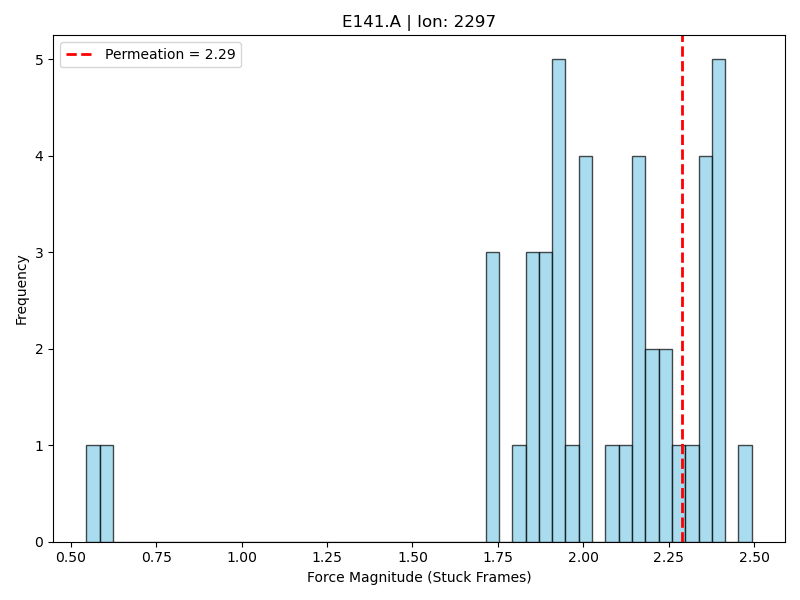 E141.A | Ion: 2297
Permeation = 2.29
5
4
3
2
1
0
Frequency
0.50 0.75 1.00 1.25 1.50 1.75 2.00 2.25 2.50
Force Magnitude (Stuck Frames)